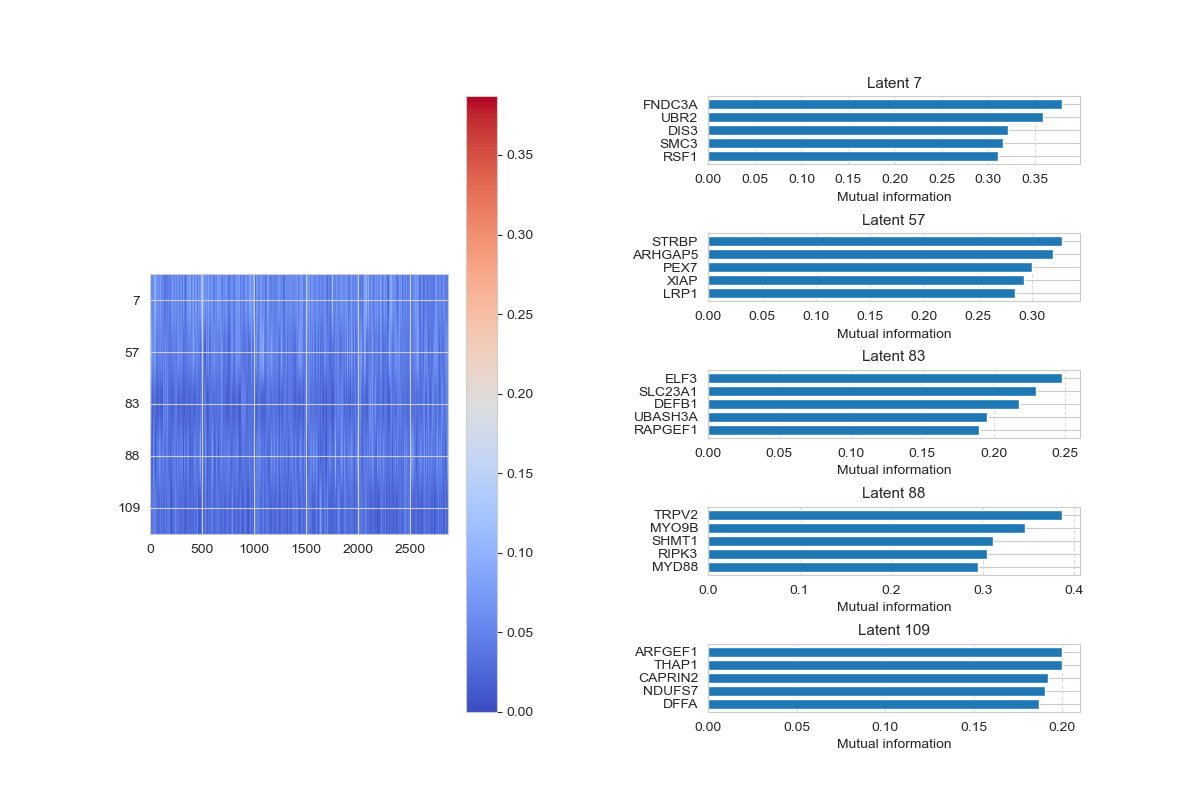 7
57
83
88
109
0 500 1000 1500 2000 2500
0.35
0.30
0.25
0.20
0.15
0.10
0.05
0.00
Latent 7
FNDC3A
UBR2
DIS3
SMC3
RSF1
0.00 0.05 0.10 0.15 0.20 0.25 0.30 0.35
Mutual information
Latent 57
STRBP
ARHGAP5
PEX7
XIAP
LRP1
0.00 0.05 0.10 0.15 0.20 0.25 0.30
Mutual information
Latent 83
ELF3
SLC23A1
DEFB1
UBASH3A
RAPGEF1
0.00 0.05 0.10 0.15 0.20 0.25
Mutual information
Latent 88
TRPV2
MYO9B
SHMT1
RIPK3
MYD88
0.0 0.1 0.2 0.3 0.4
Mutual information
Latent 109
ARFGEF1
THAP1
CAPRIN2
NDUFS7
DFFA
0.00 0.05 0.10 0.15 0.20
Mutual information